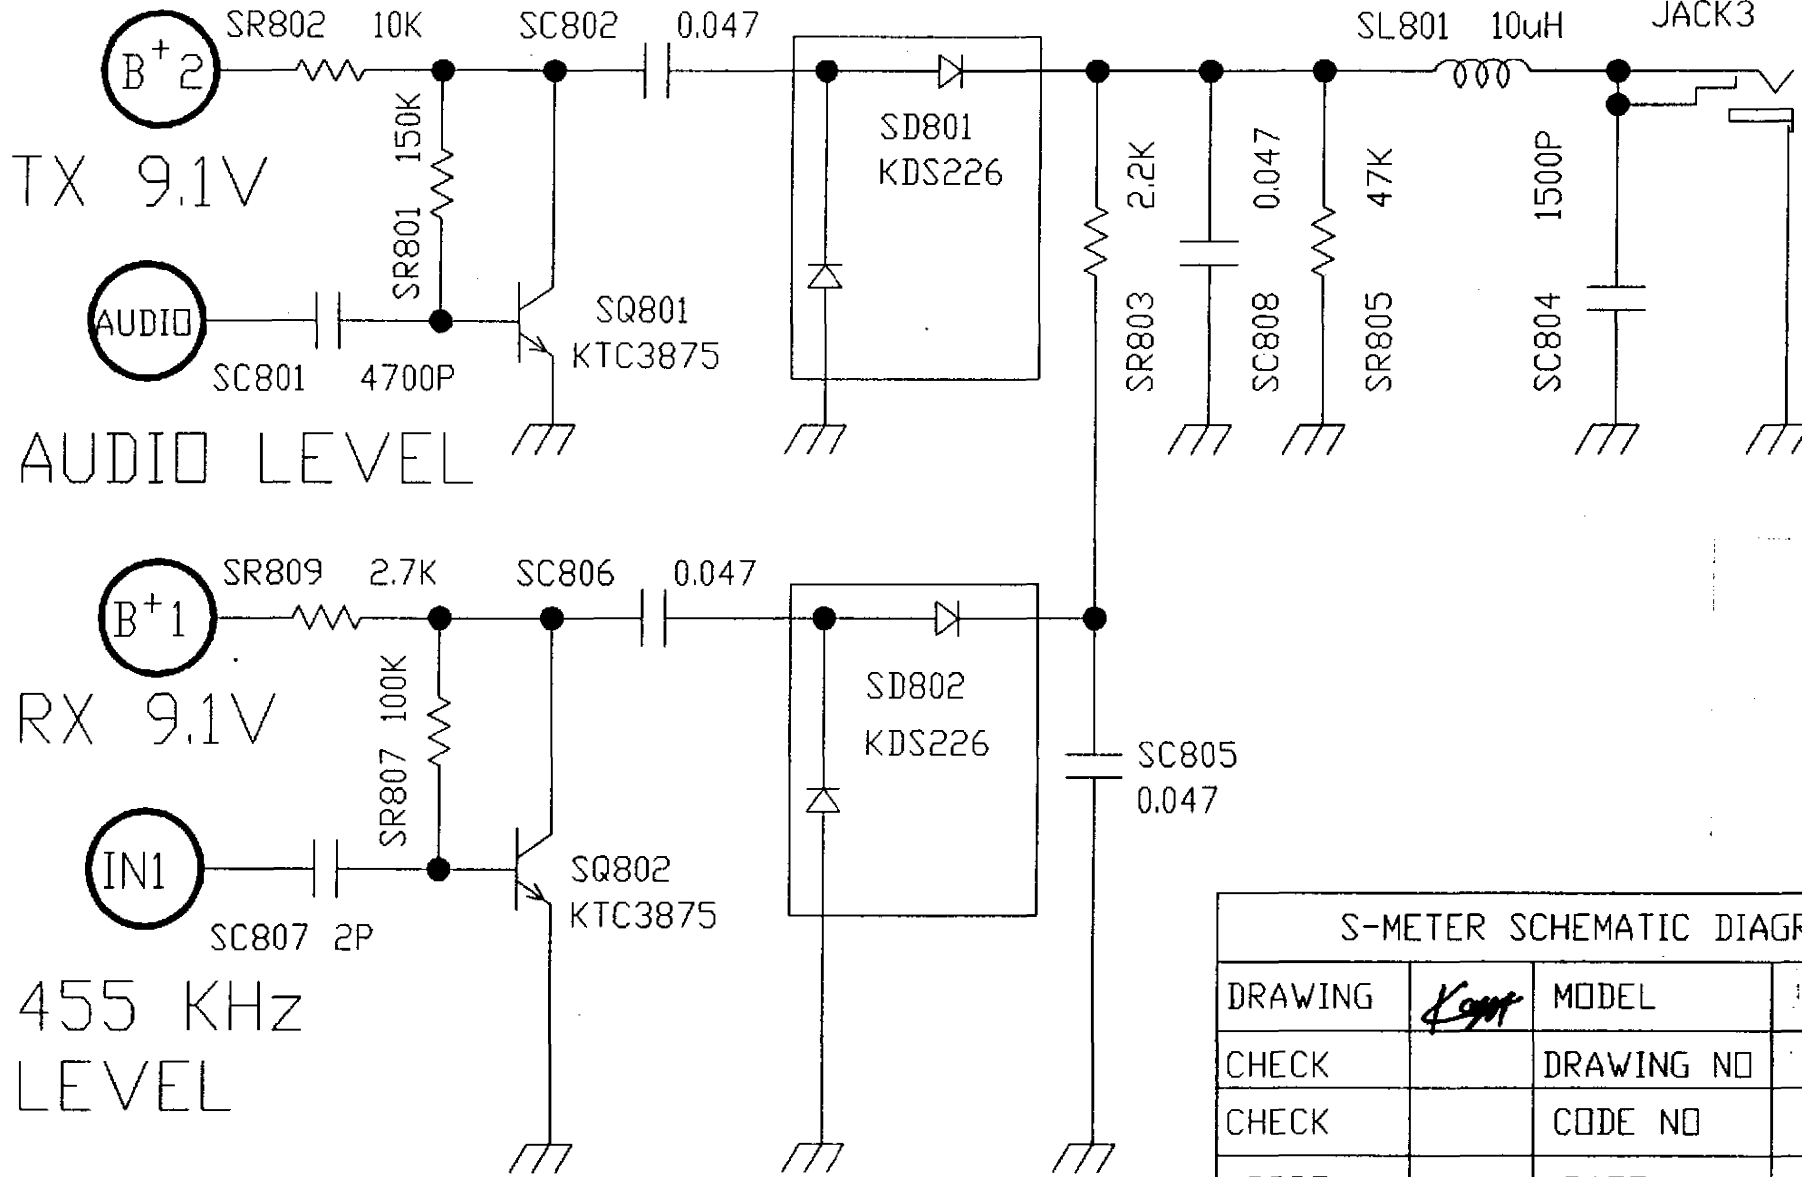 SR802 10K SC802 0.047
SL801 10uH JACK3
B+2
TX 9.1V
SR801 150K
SD801
KDS226
SR803 2.2K
SC808 0.047
SR805 47K
SC804 1500P
AUDIO
SC801 4700P
SQ801
KTC3875
AUDIO LEVEL
SR809 2.7K SC806 0.047
B+1
RX 9.1V
SR807 100K
SD802
KDS226
SC805
0.047
IN1
SC807 2P
SQ802
KTC3875
455 KHz
LEVEL
S-METER SCHEMATIC DIAGR
DRAWING MODEL
CHECK DRAWING NO
CHECK CODE NO